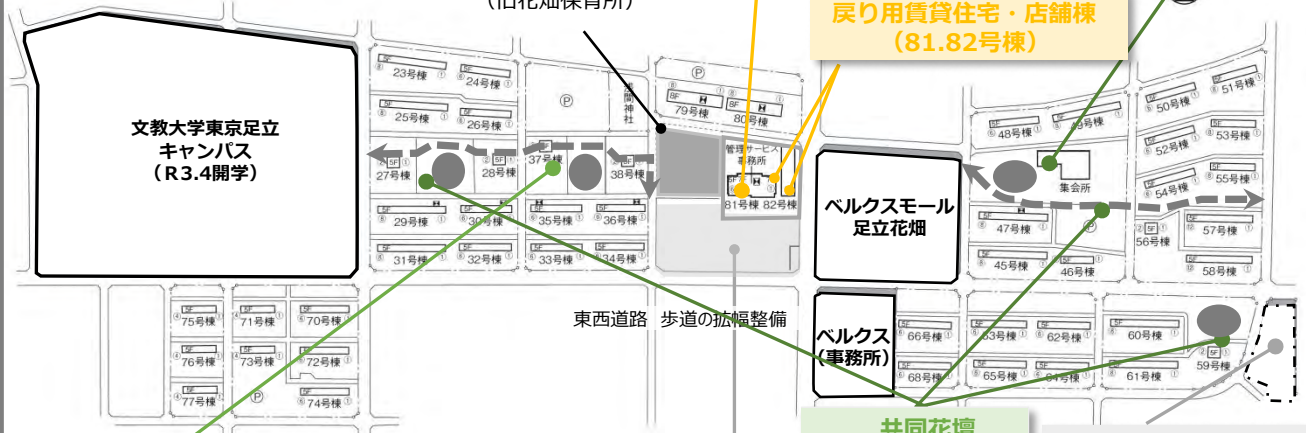 （旧花畑保育所）
戻り用賃貸住宅・店舗棟
（81.82号棟）
文教大学東京足立
キャンパス
（R3.4開学）
23号棟
24号棟
25号棟
26号棟
27号棟
28号棟
29号棟
30号棟
31号棟
32号棟
Ⓟ
浅間神社
37号棟
38号棟
35号棟
36号棟
33号棟
34号棟
Ⓟ
79号棟
80号棟
管理サービス
事務所
81号棟
82号棟
ベルクスモール
足立花畑
48号棟
49号棟
集会所
47号棟
Ⓟ
45号棟
46号棟
50号棟
51号棟
52号棟
53号棟
54号棟
55号棟
56号棟
57号棟
58号棟
75号棟
71号棟
70号棟
76号棟
73号棟
72号棟
77号棟
Ⓟ
74号棟
東西道路 歩道の拡幅整備
ベルクス
（事務所）
66号棟
63号棟
62号棟
60号棟
59号棟
68号棟
65号棟
64号棟
61号棟
共同花壇